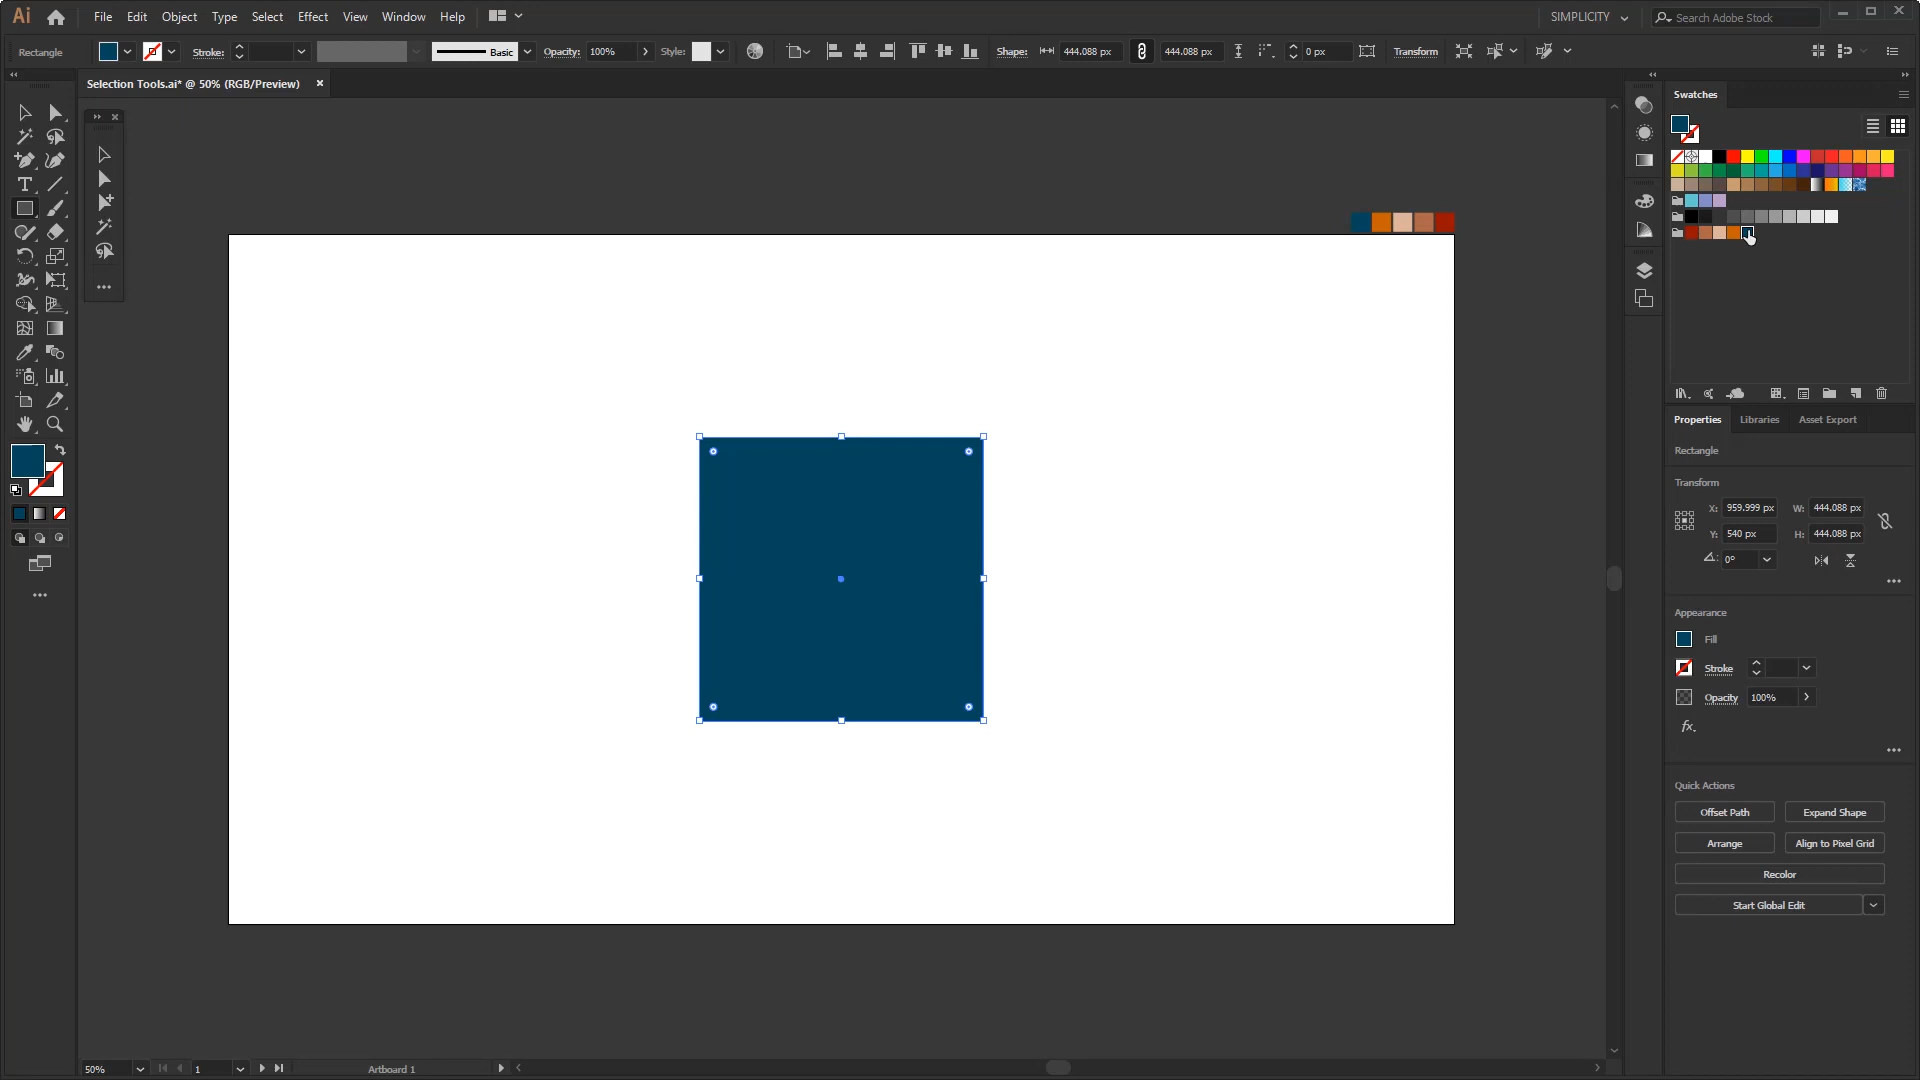 Ai File Edit Object Type Select Effect View Window Help SIMPLICITY Search Adobe Stock
Rectangle Stroke: Basic Opacity: 100% Style: Shape: 444.088 px 444.088 px 0 px Transform
Selection Tools.ai* @ 50% (RGB/Preview)
Swatches
Properties Libraries Asset Export
Rectangle
Transform
X: 959.999 px W: 444.088 px
Y: 540 px H: 444.088 px
0°
Appearance
Fill
Stroke
Opacity 100%
fx.
Quick Actions
Offset Path Expand Shape
Arrange Align to Pixel Grid
Recolor
Start Global Edit
50% 1 Artboard 1